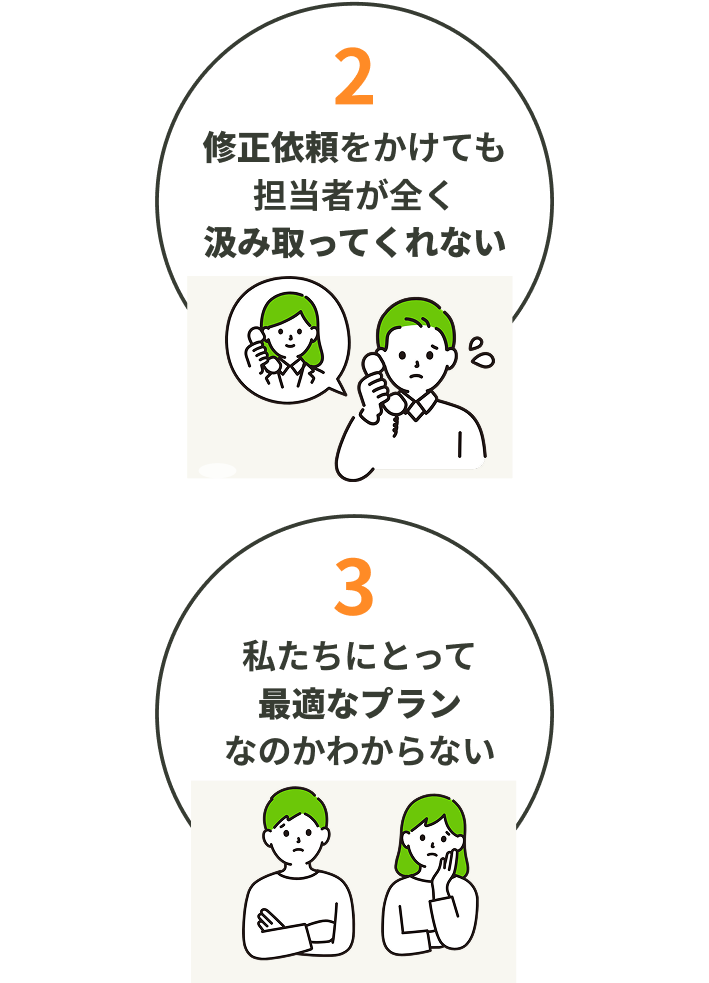 2
修正依頼をかけても
担当者が全く
汲み取ってくれない
3
私たちにとって
最適なプラン
なのかわからない